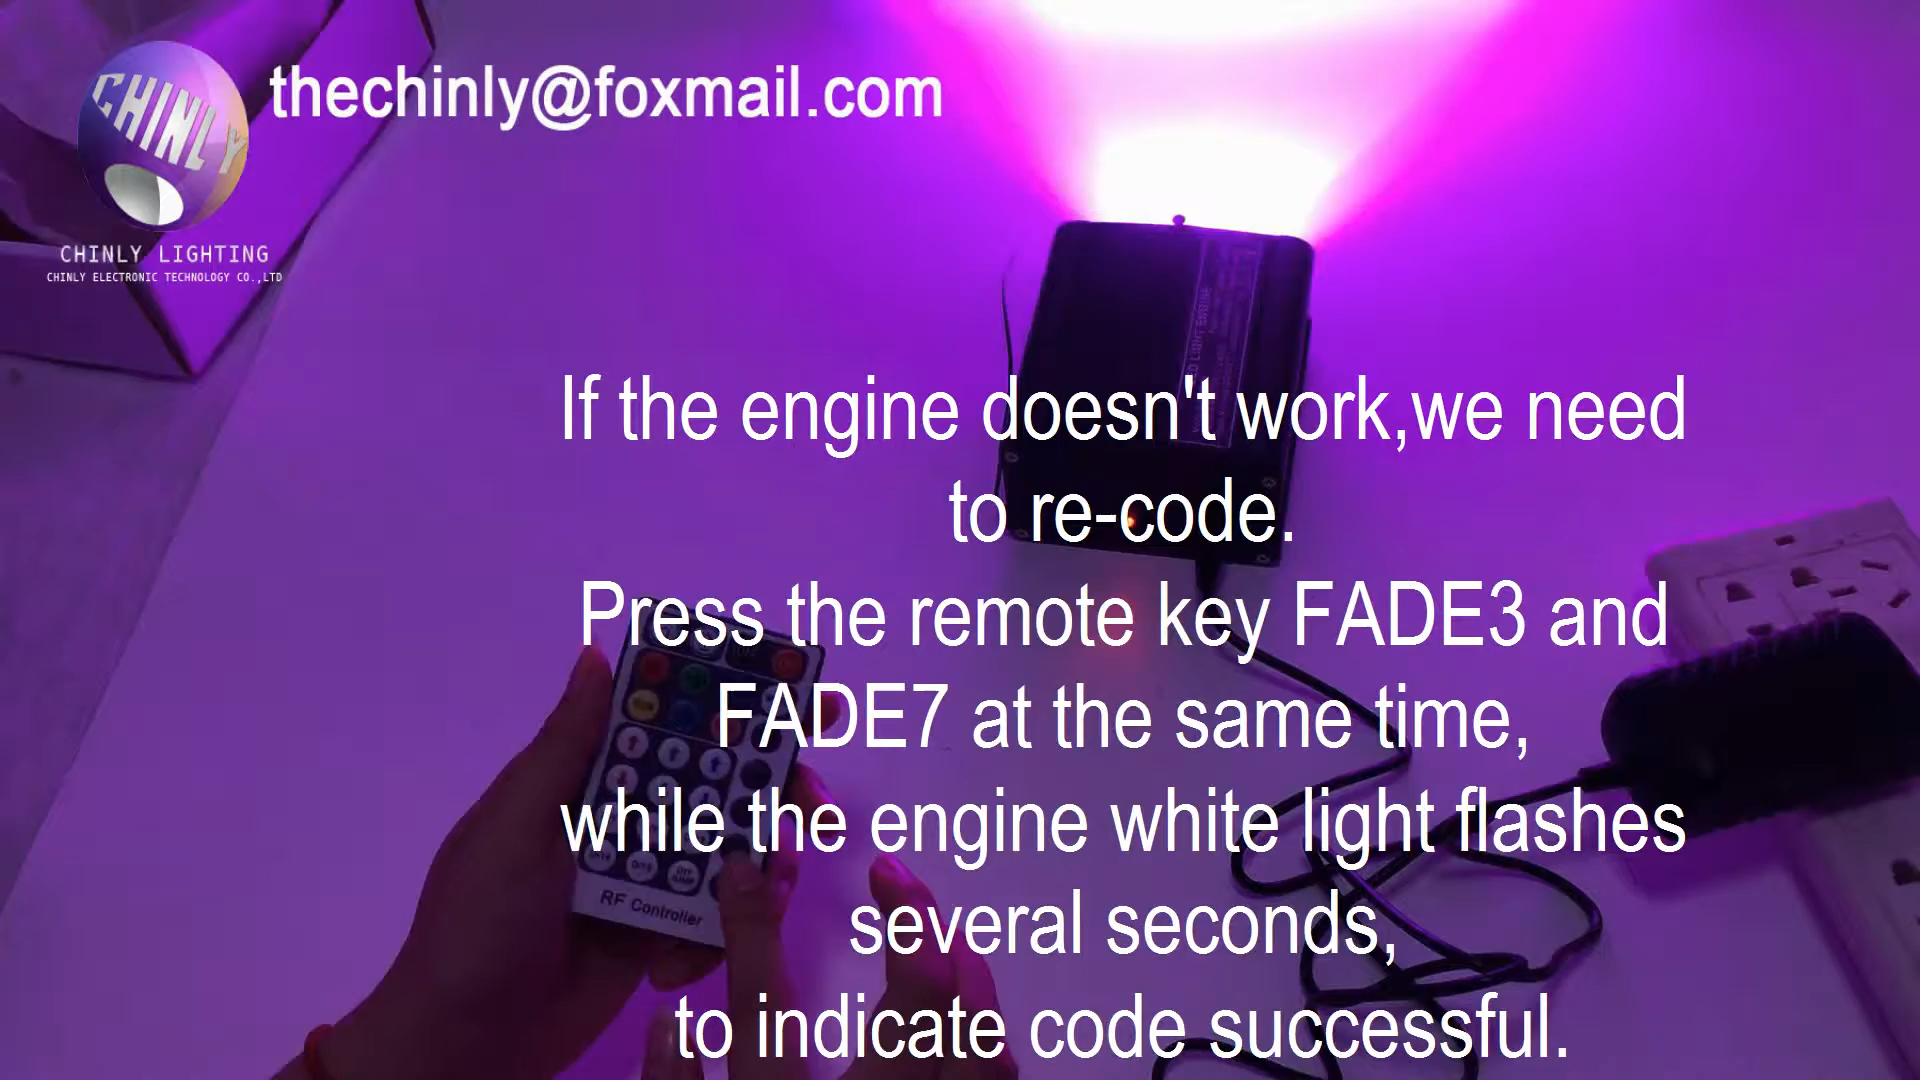 CHINLY
thechinly@foxmail.com
CHINLY LIGHTING
CHINLY ELECTRONIC TECHNOLOGY CO.,LTD
If the engine doesn't work,we need
to re-code.
Press the remote key FADE3 and
FADE7 at the same time,
while the engine white light flashes
several seconds,
to indicate code successful.
RF Controller